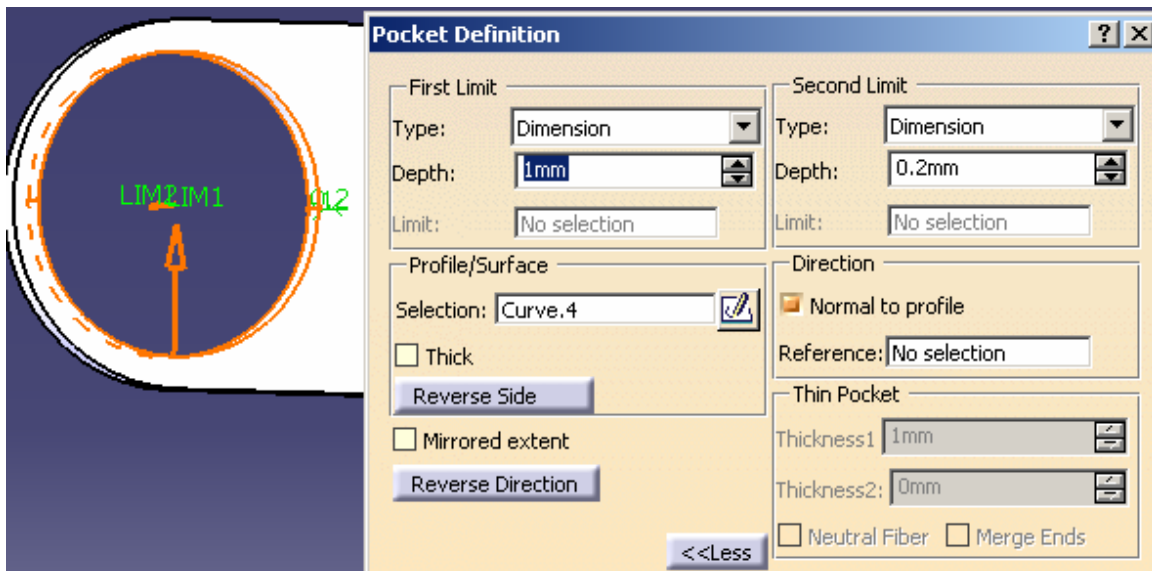 Pocket Definition
First Limit
Type: Dimension
Depth: 1mm
Limit: No selection
Second Limit
Type: Dimension
Depth: 0.2mm
Limit: No selection
Profile/Surface
Selection: Curve.4
Thick
Reverse Side
Mirrored extent
Reverse Direction
Direction
Normal to profile
Reference: No selection
Thin Pocket
Thickness1 1mm
Thickness2: 0mm
Neutral Fiber Merge Ends
<<Less
LIM1